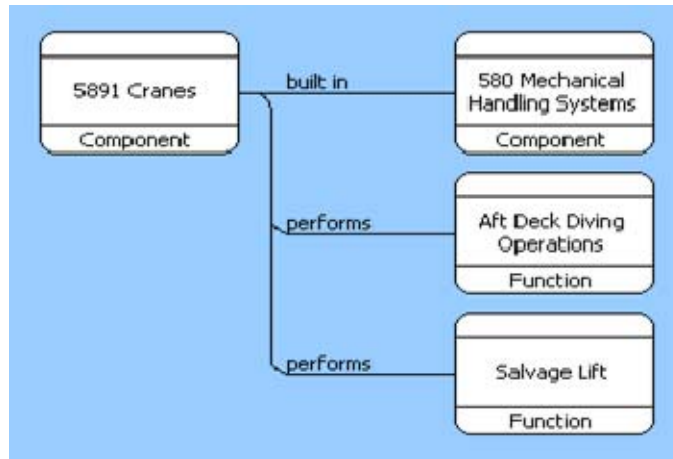 5891 Cranes
Component
built in
580 Mechanical
Handling Systems
Component
performs
Aft Deck Diving
Operations
Function
performs
Salvage Lift
Function